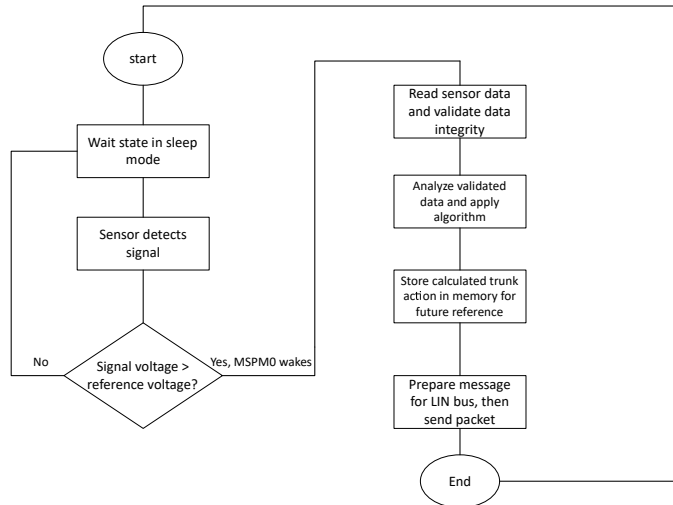 start
Wait state in sleep
mode
Sensor detects
signal
Signal voltage >
reference voltage?
No
Yes, MSPM0 wakes
Read sensor data
and validate data
integrity
Analyze validated
data and apply
algorithm
Store calculated trunk
action in memory for
future reference
Prepare message
for LIN bus, then
send packet
End